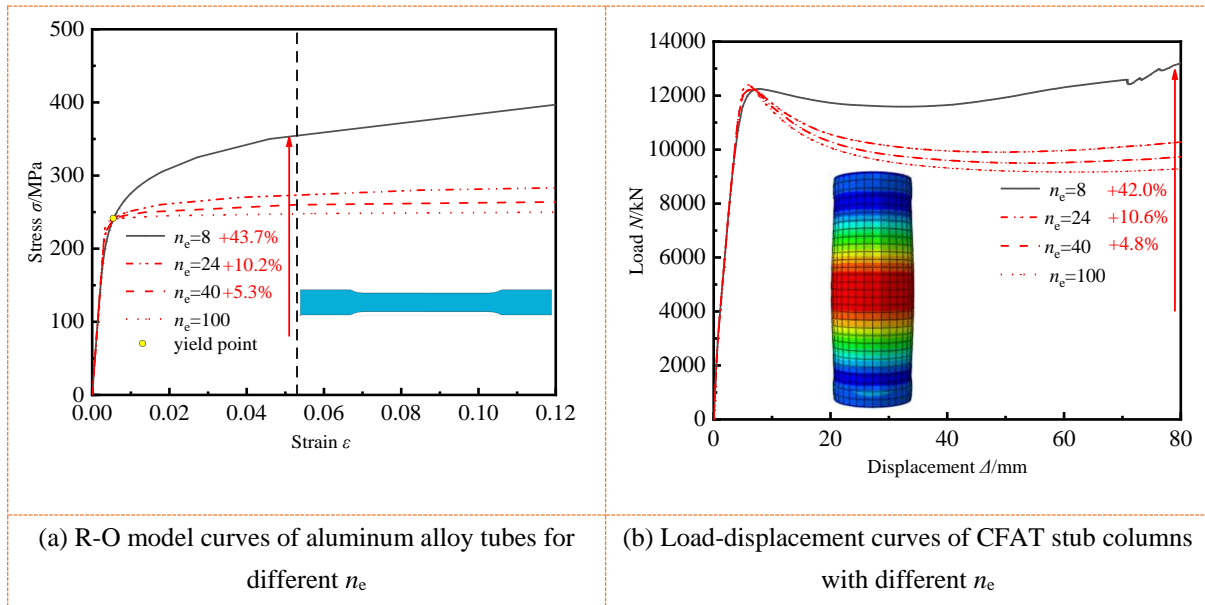 500
400
300
200
100
0
Stress σ/MPa
nₑ=8 +43.7%
nₑ=24 +10.2%
nₑ=40 +5.3%
nₑ=100
yield point
0.00 0.02 0.04 0.06 0.08 0.10 0.12
Strain ε
14000
12000
10000
8000
6000
4000
2000
0
Load N/kN
nₑ=8 +42.0%
nₑ=24 +10.6%
nₑ=40 +4.8%
nₑ=100
0 20 40 60 80
Displacement Δ/mm
(a) R-O model curves of aluminum alloy tubes for
different nₑ
(b) Load-displacement curves of CFAT stub columns
with different nₑ